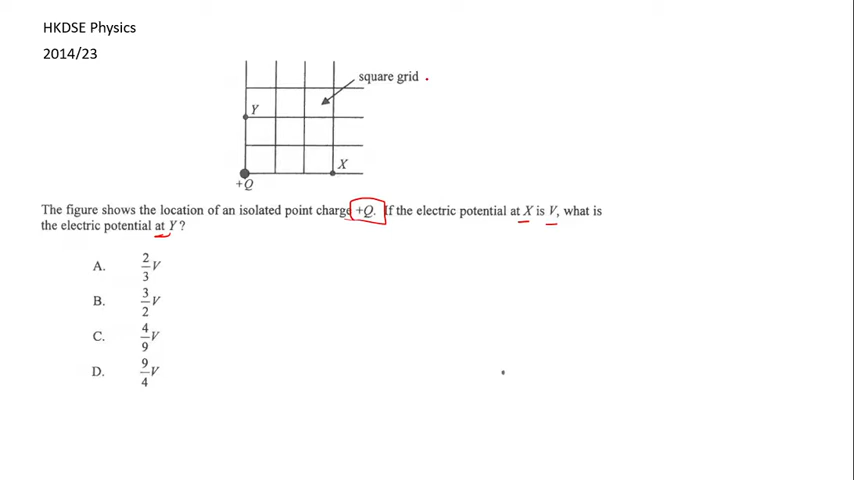 HKDSE Physics
2014/23
square grid
Y
X
+Q
The figure shows the location of an isolated point charge +Q. If the electric potential at X is V, what is
the electric potential at Y?
A. 2/3 V
B. 3/2 V
C. 4/9 V
D. 9/4 V